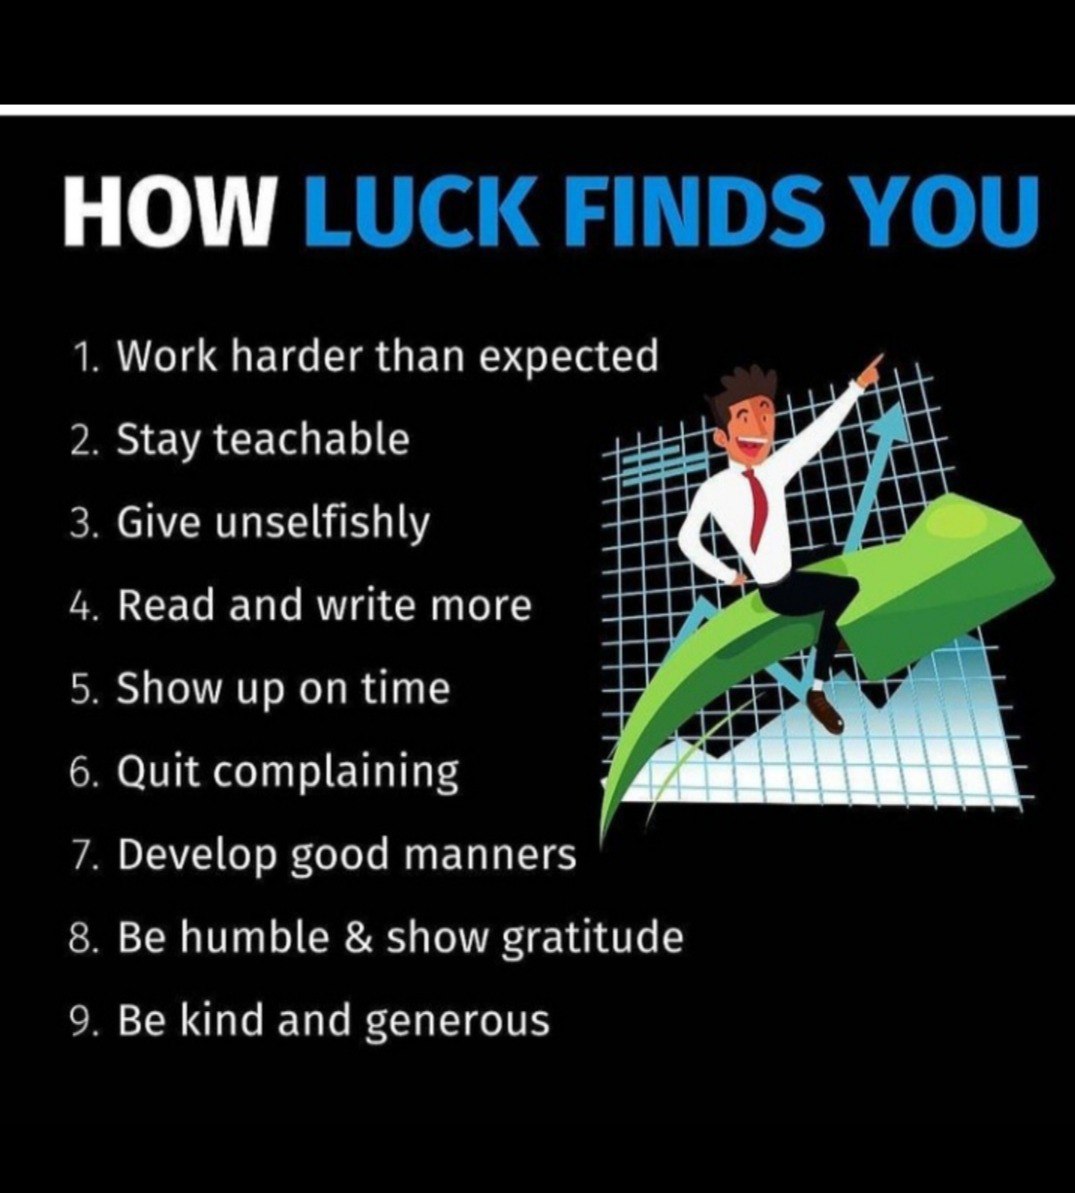 HOW LUCK FINDS YOU
1. Work harder than expected
2. Stay teachable
3. Give unselfishly
4. Read and write more
5. Show up on time
6. Quit complaining
7. Develop good manners
8. Be humble & show gratitude
9. Be kind and generous